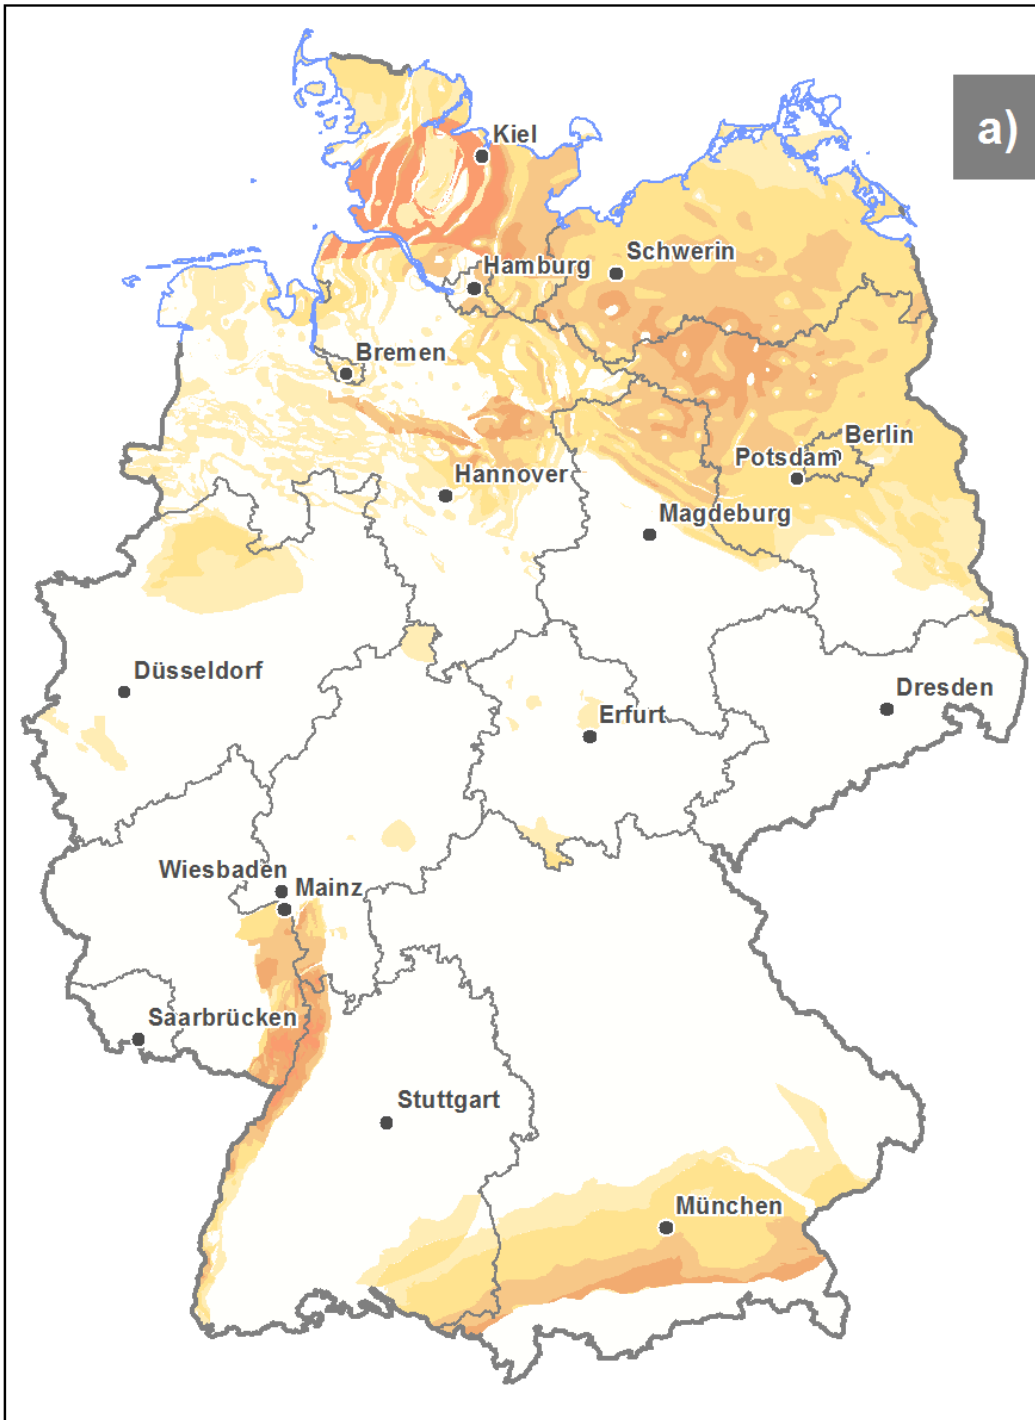 a)
Kiel
Schwerin
Hamburg
Bremen
Berlin
Potsdam
Hannover
Magdeburg
Düsseldorf
Dresden
Erfurt
Wiesbaden
Mainz
Saarbrücken
Stuttgart
München